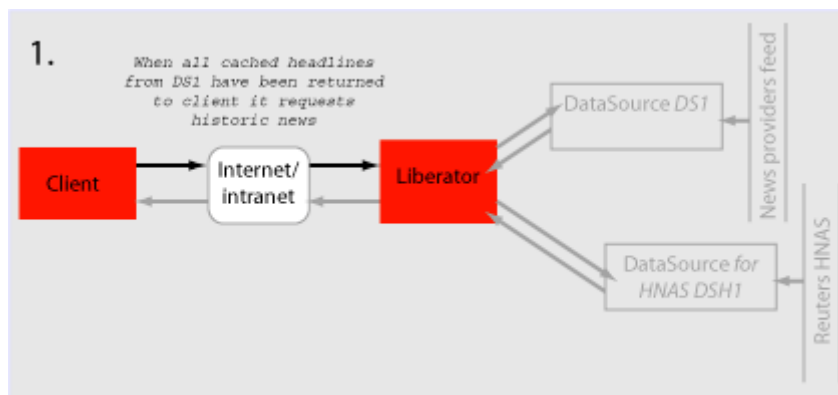 1.
When all cached headlines
from DS1 have been returned
to client it requests
historic news
Client
Internet/
intranet
Liberator
DataSource DS1
News providers feed
DataSource for
HNAS DSH1
Reuters HNAS